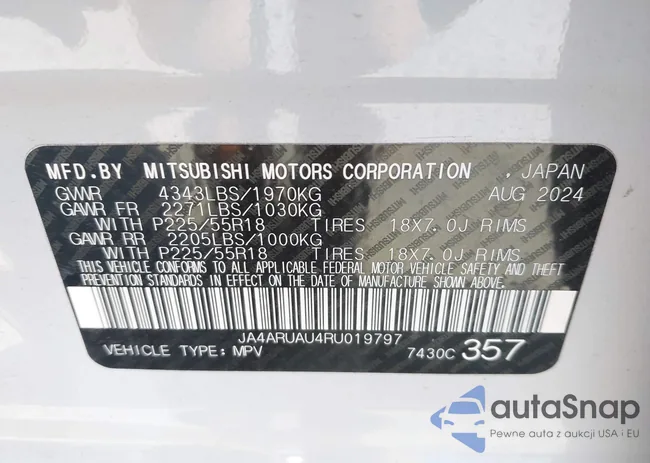 MFD.BY MITSUBISHI MOTORS CORPORATION , JAPAN
GVWR 4343LBS/1970KG AUG 2024
GAWR FR 2271LBS/1030KG
WITH P225/55R18 TIRES 18X7.0J RIMS
GAWR RR 2205LBS/1000KG
WITH P225/55R18 TIRES 18X7.0J RIMS
THIS VEHICLE CONFORMS TO ALL APPLICABLE FEDERAL MOTOR VEHICLE SAFETY AND THEFT
PREVENTION STANDARDS IN EFFECT ON THE DATE OF MANUFACTURE SHOWN ABOVE.
JA4ARUAU4RU019797
VEHICLE TYPE: MPV 7430C 357
autaSnap
Pewne auta z aukcji USA i EU